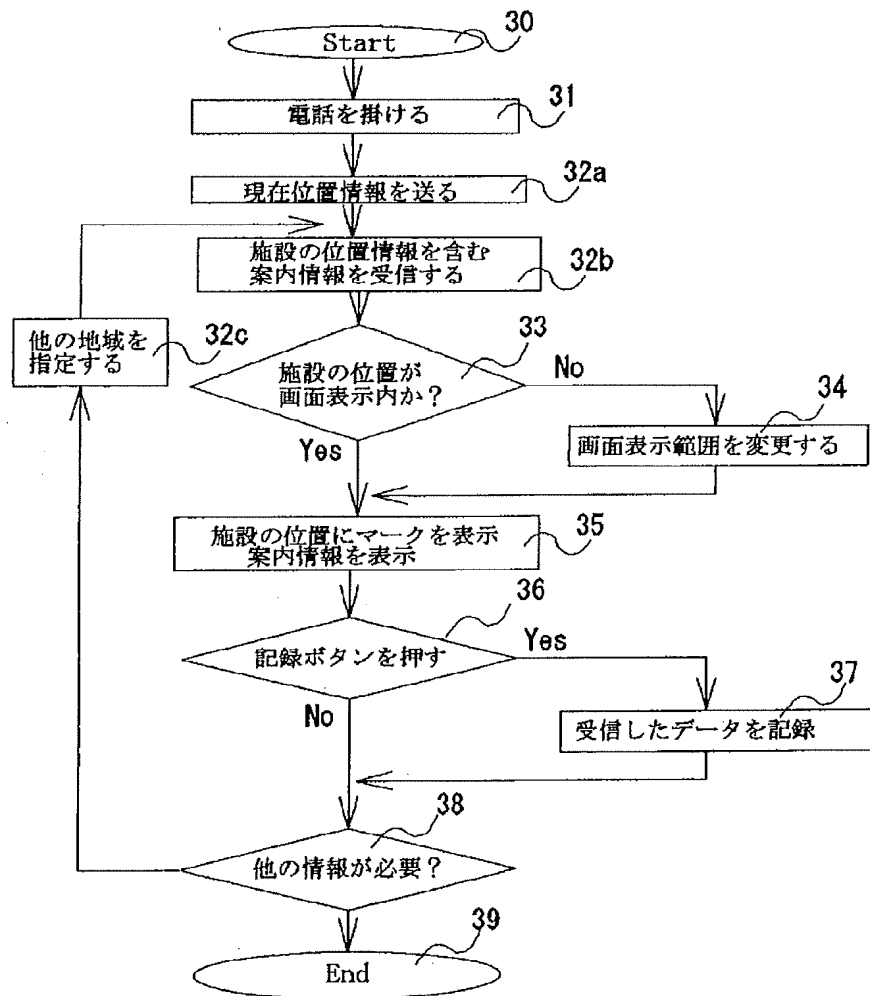 Start
30
電話を掛ける
31
現在位置情報を送る
32a
施設の位置情報を含む
案内情報を受信する
32b
他の地域を
指定する
32c
施設の位置が
画面表示内か?
33
No
Yes
画面表示範囲を変更する
34
施設の位置にマークを表示
案内情報を表示
35
記録ボタンを押す
36
Yes
No
受信したデータを記録
37
他の情報が必要?
38
End
39